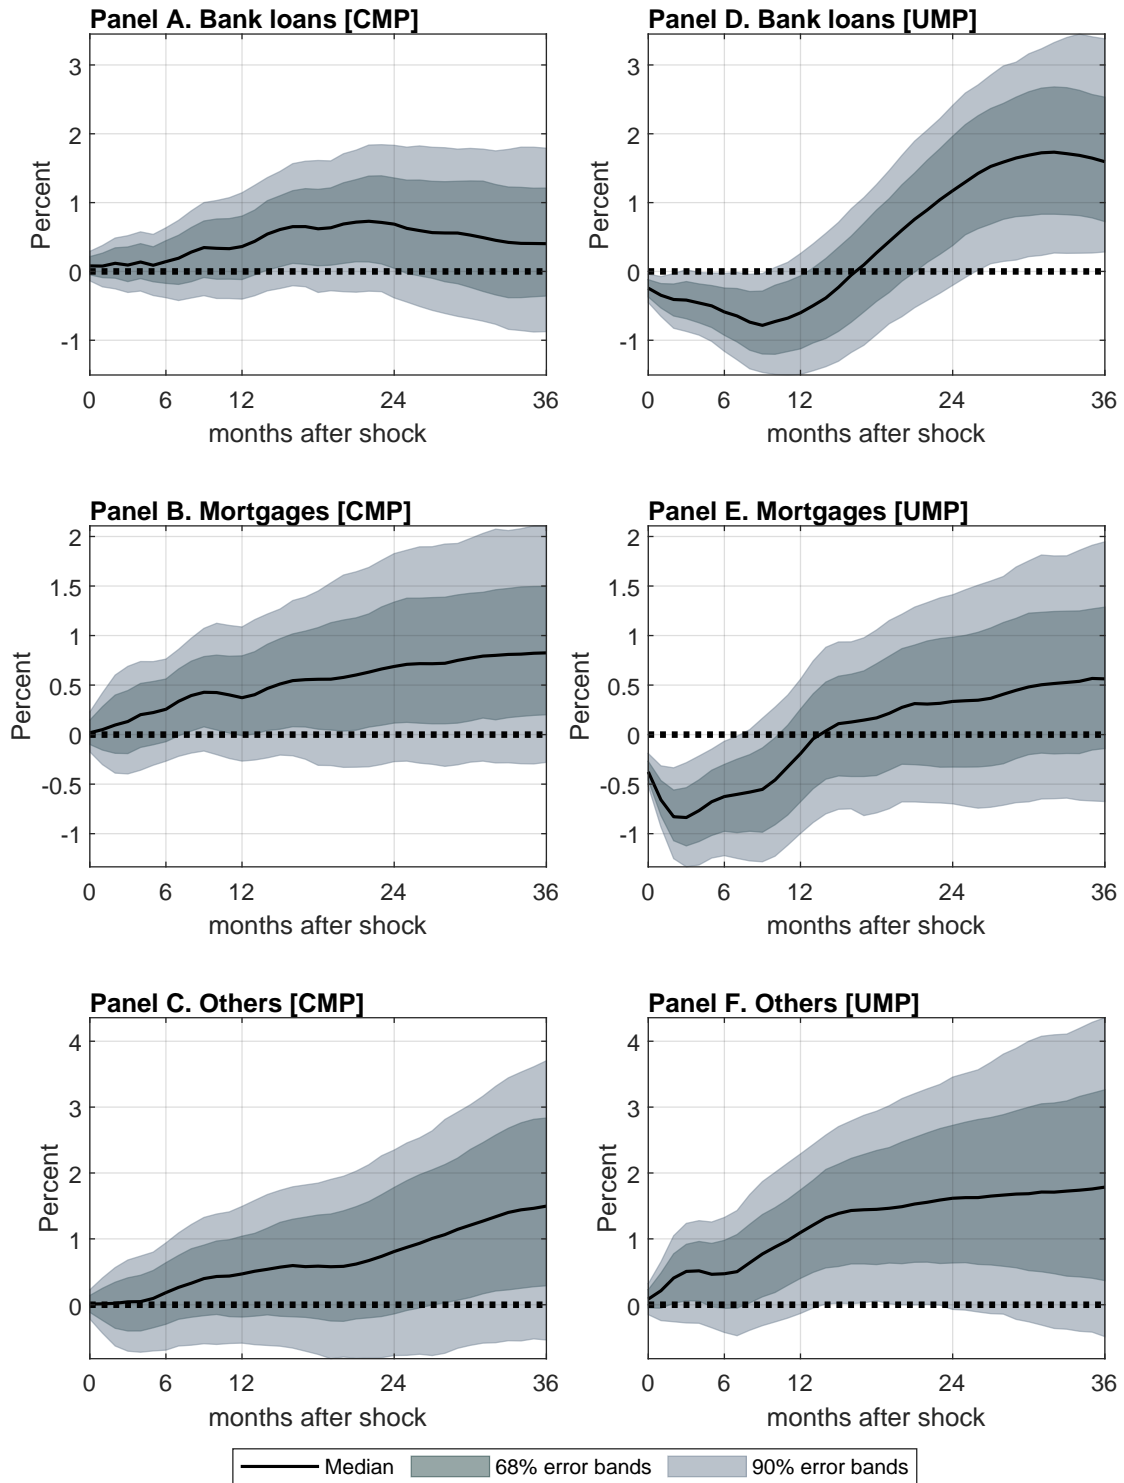 Panel A. Bank loans [CMP]
Percent
3
2
1
0
-1
0 6 12 24 36
months after shock
Panel D. Bank loans [UMP]
Percent
3
2
1
0
-1
0 6 12 24 36
months after shock
Panel B. Mortgages [CMP]
Percent
2
1.5
1
0.5
0
-0.5
-1
0 6 12 24 36
months after shock
Panel E. Mortgages [UMP]
Percent
2
1.5
1
0.5
0
-0.5
-1
0 6 12 24 36
months after shock
Panel C. Others [CMP]
Percent
4
3
2
1
0
0 6 12 24 36
months after shock
Panel F. Others [UMP]
Percent
4
3
2
1
0
0 6 12 24 36
months after shock
Median 68% error bands 90% error bands